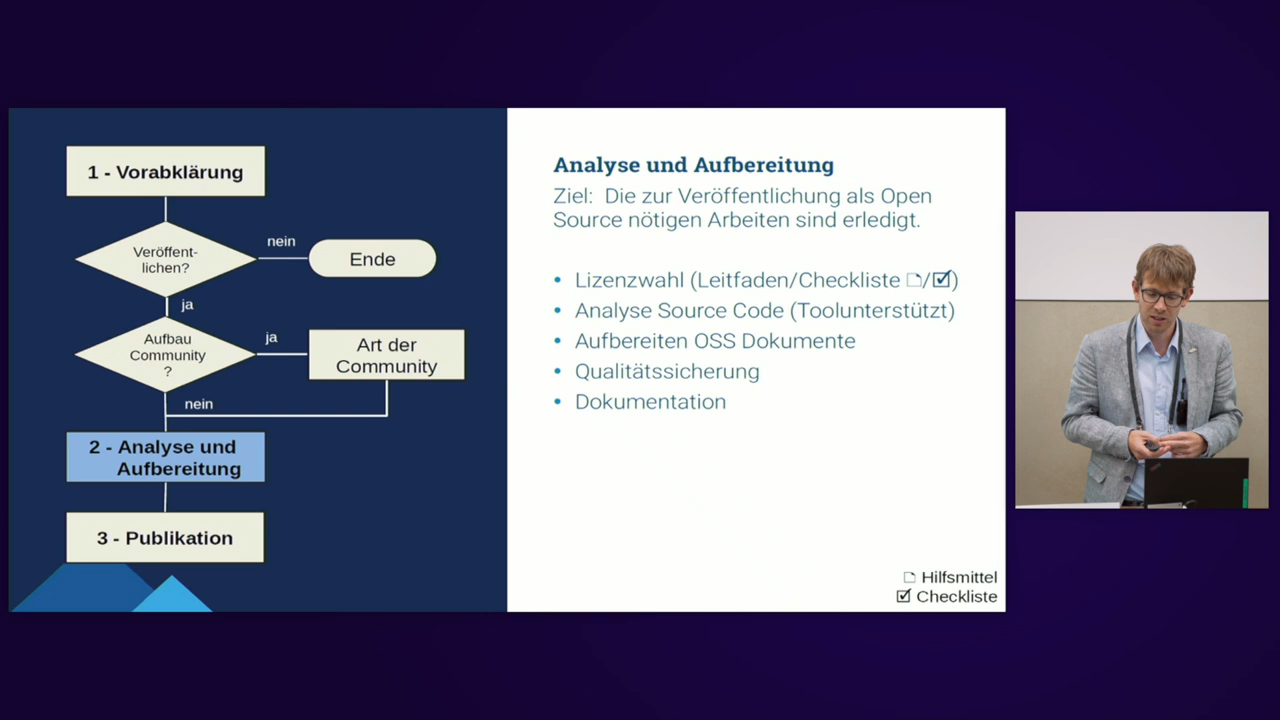 1 - Vorabklärung
Veröffent-
lichen?
nein
Ende
ja
Aufbau
Community
?
ja
Art der
Community
nein
2 - Analyse und
Aufbereitung
3 - Publikation
Analyse und Aufbereitung
Ziel: Die zur Veröffentlichung als Open
Source nötigen Arbeiten sind erledigt.
• Lizenzwahl (Leitfaden/Checkliste 🗋/☑)
• Analyse Source Code (Toolunterstützt)
• Aufbereiten OSS Dokumente
• Qualitätssicherung
• Dokumentation
🗋 Hilfsmittel
☑ Checkliste